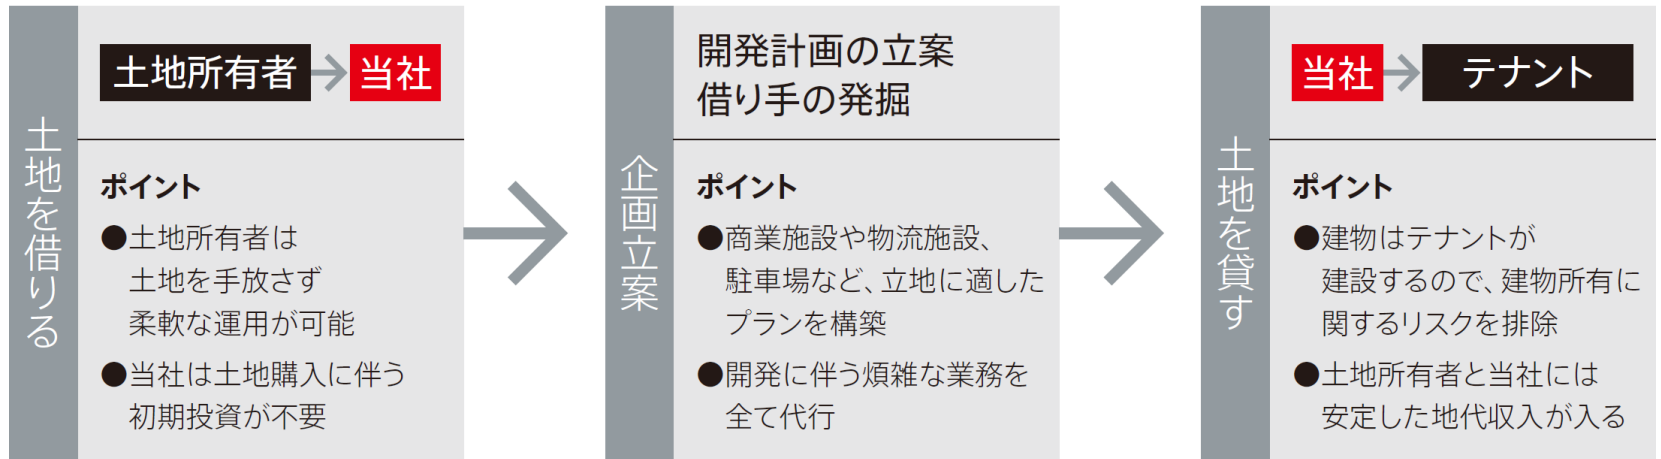 土地を借りる
土地所有者→当社
ポイント
●土地所有者は
土地を手放さず
柔軟な運用が可能
●当社は土地購入に伴う
初期投資が不要
企画立案
開発計画の立案
借り手の発掘
ポイント
●商業施設や物流施設、
駐車場など、立地に適した
プランを構築
●開発に伴う煩雑な業務を
全て代行
土地を貸す
当社→テナント
ポイント
●建物はテナントが
建設するので、建物所有に
関するリスクを排除
●土地所有者と当社には
安定した地代収入が入る